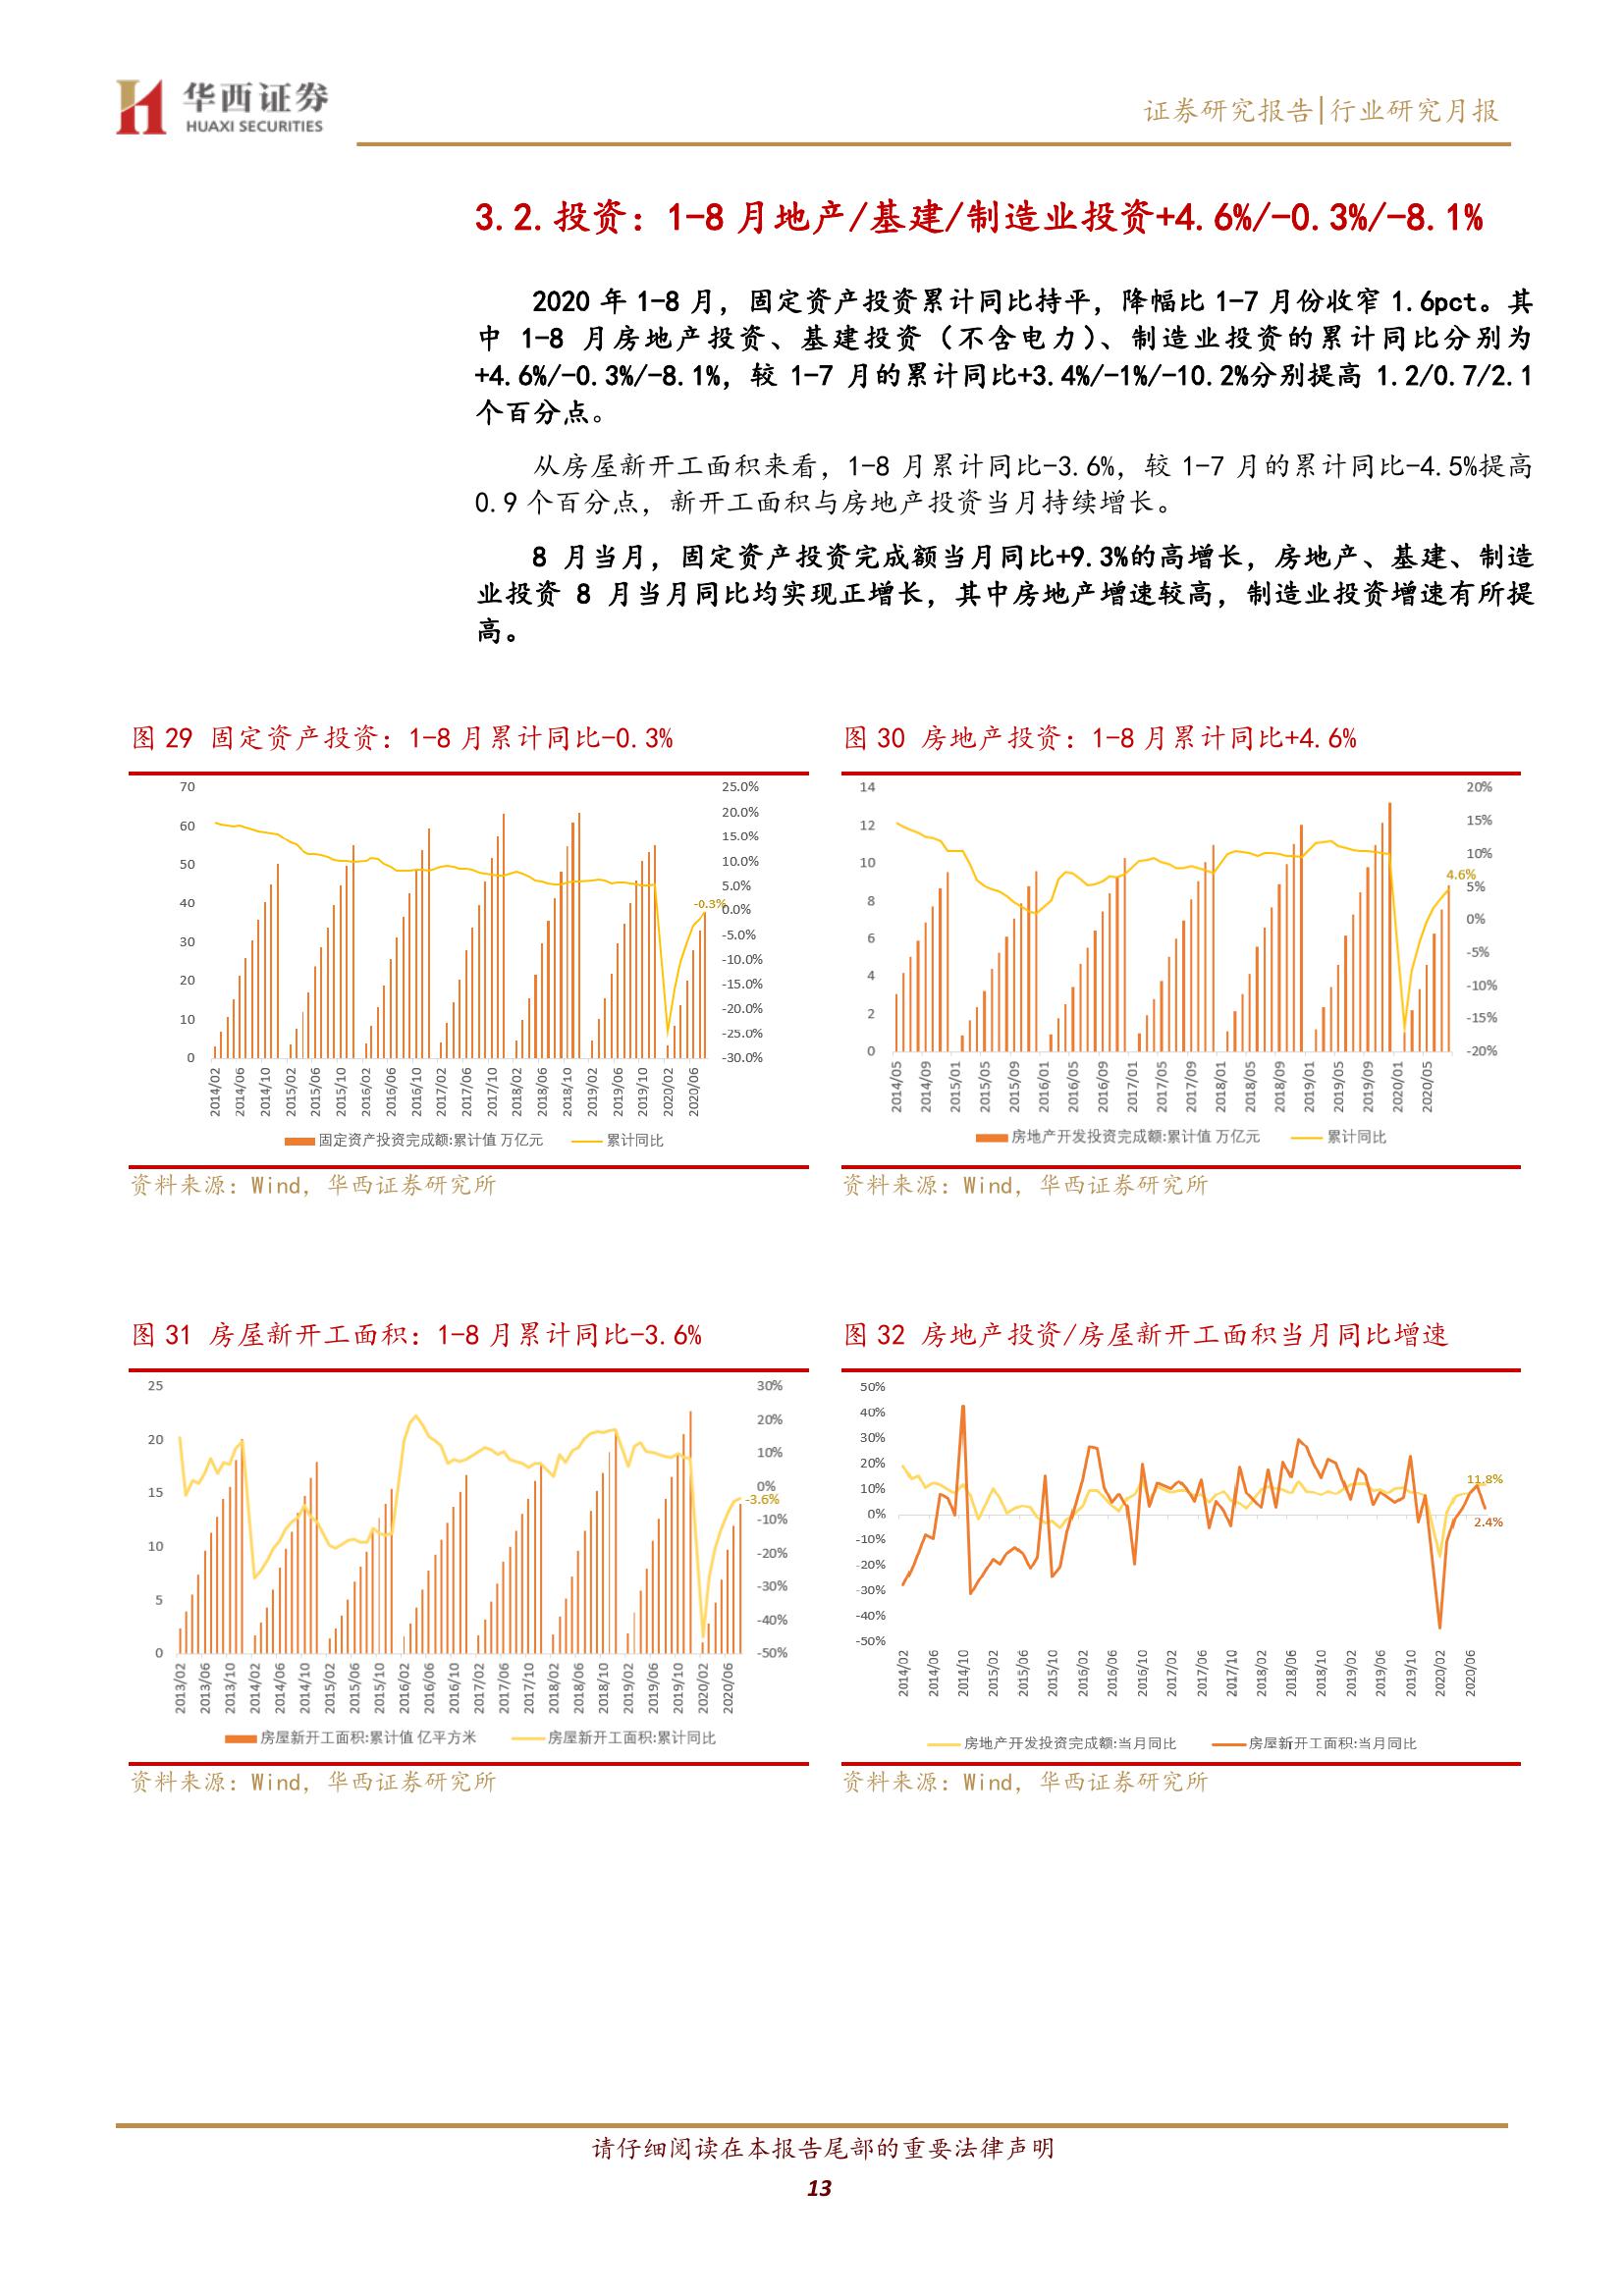 华西证券
HUAXI SECURITIES
证券研究报告|行业研究月报
3.2.投资：1-8 月地产/基建/制造业投资+4.6%/-0.3%/-8.1%
2020 年 1-8 月，固定资产投资累计同比持平，降幅比 1-7 月份收窄 1.6pct。其
中 1-8 月房地产投资、基建投资（不含电力）、制造业投资的累计同比分别为
+4.6%/-0.3%/-8.1%，较 1-7 月的累计同比+3.4%/-1%/-10.2%分别提高 1.2/0.7/2.1
个百分点。
从房屋新开工面积来看，1-8 月累计同比-3.6%，较 1-7 月的累计同比-4.5%提高
0.9 个百分点，新开工面积与房地产投资当月持续增长。
8 月当月，固定资产投资完成额当月同比+9.3%的高增长，房地产、基建、制造
业投资 8 月当月同比均实现正增长，其中房地产增速较高，制造业投资增速有所提
高。
图 29 固定资产投资：1-8 月累计同比-0.3%
70
60
50
40
30
20
10
0
25.0%
20.0%
15.0%
10.0%
5.0%
0.0%
-5.0%
-10.0%
-15.0%
-20.0%
-25.0%
-30.0%
-0.3%
2014/02 2014/06 2014/10 2015/02 2015/06 2015/10 2016/02 2016/06 2016/10 2017/02 2017/06 2017/10 2018/02 2018/06 2018/10 2019/02 2019/06 2019/10 2020/02 2020/06
固定资产投资完成额:累计值 万亿元 累计同比
资料来源：Wind，华西证券研究所
图 30 房地产投资：1-8 月累计同比+4.6%
14
12
10
8
6
4
2
0
20%
15%
10%
5%
0%
-5%
-10%
-15%
-20%
4.6%
2014/05 2014/09 2015/01 2015/05 2015/09 2016/01 2016/05 2016/09 2017/01 2017/05 2017/09 2018/01 2018/05 2018/09 2019/01 2019/05 2019/09 2020/01 2020/05
房地产开发投资完成额:累计值 万亿元 累计同比
资料来源：Wind，华西证券研究所
图 31 房屋新开工面积：1-8 月累计同比-3.6%
25
20
15
10
5
0
30%
20%
10%
0%
-10%
-20%
-30%
-40%
-50%
-3.6%
2013/02 2013/06 2013/10 2014/02 2014/06 2014/10 2015/02 2015/06 2015/10 2016/02 2016/06 2016/10 2017/02 2017/06 2017/10 2018/02 2018/06 2018/10 2019/02 2019/06 2019/10 2020/02 2020/06
房屋新开工面积:累计值 亿平方米 房屋新开工面积:累计同比
资料来源：Wind，华西证券研究所
图 32 房地产投资/房屋新开工面积当月同比增速
50%
40%
30%
20%
10%
0%
-10%
-20%
-30%
-40%
-50%
11.8%
2.4%
2014/02 2014/06 2014/10 2015/02 2015/06 2015/10 2016/02 2016/06 2016/10 2017/02 2017/06 2017/10 2018/02 2018/06 2018/10 2019/02 2019/06 2019/10 2020/02 2020/06
房地产开发投资完成额:当月同比 房屋新开工面积:当月同比
资料来源：Wind，华西证券研究所
请仔细阅读在本报告尾部的重要法律声明
13